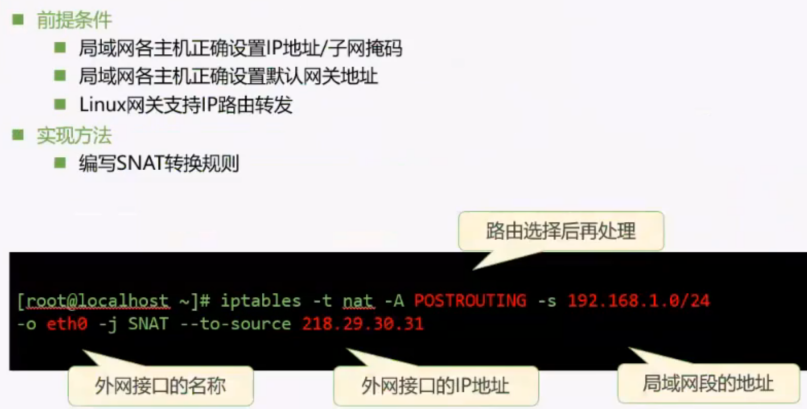 前提条件
局域网各主机正确设置IP地址/子网掩码
局域网各主机正确设置默认网关地址
Linux网关支持IP路由转发
实现方法
编写SNAT转换规则
路由选择后再处理
[root@localhost ~]# iptables -t nat -A POSTROUTING -s 192.168.1.0/24
-o eth0 -j SNAT --to-source 218.29.30.31
外网接口的名称
外网接口的IP地址
局域网段的地址